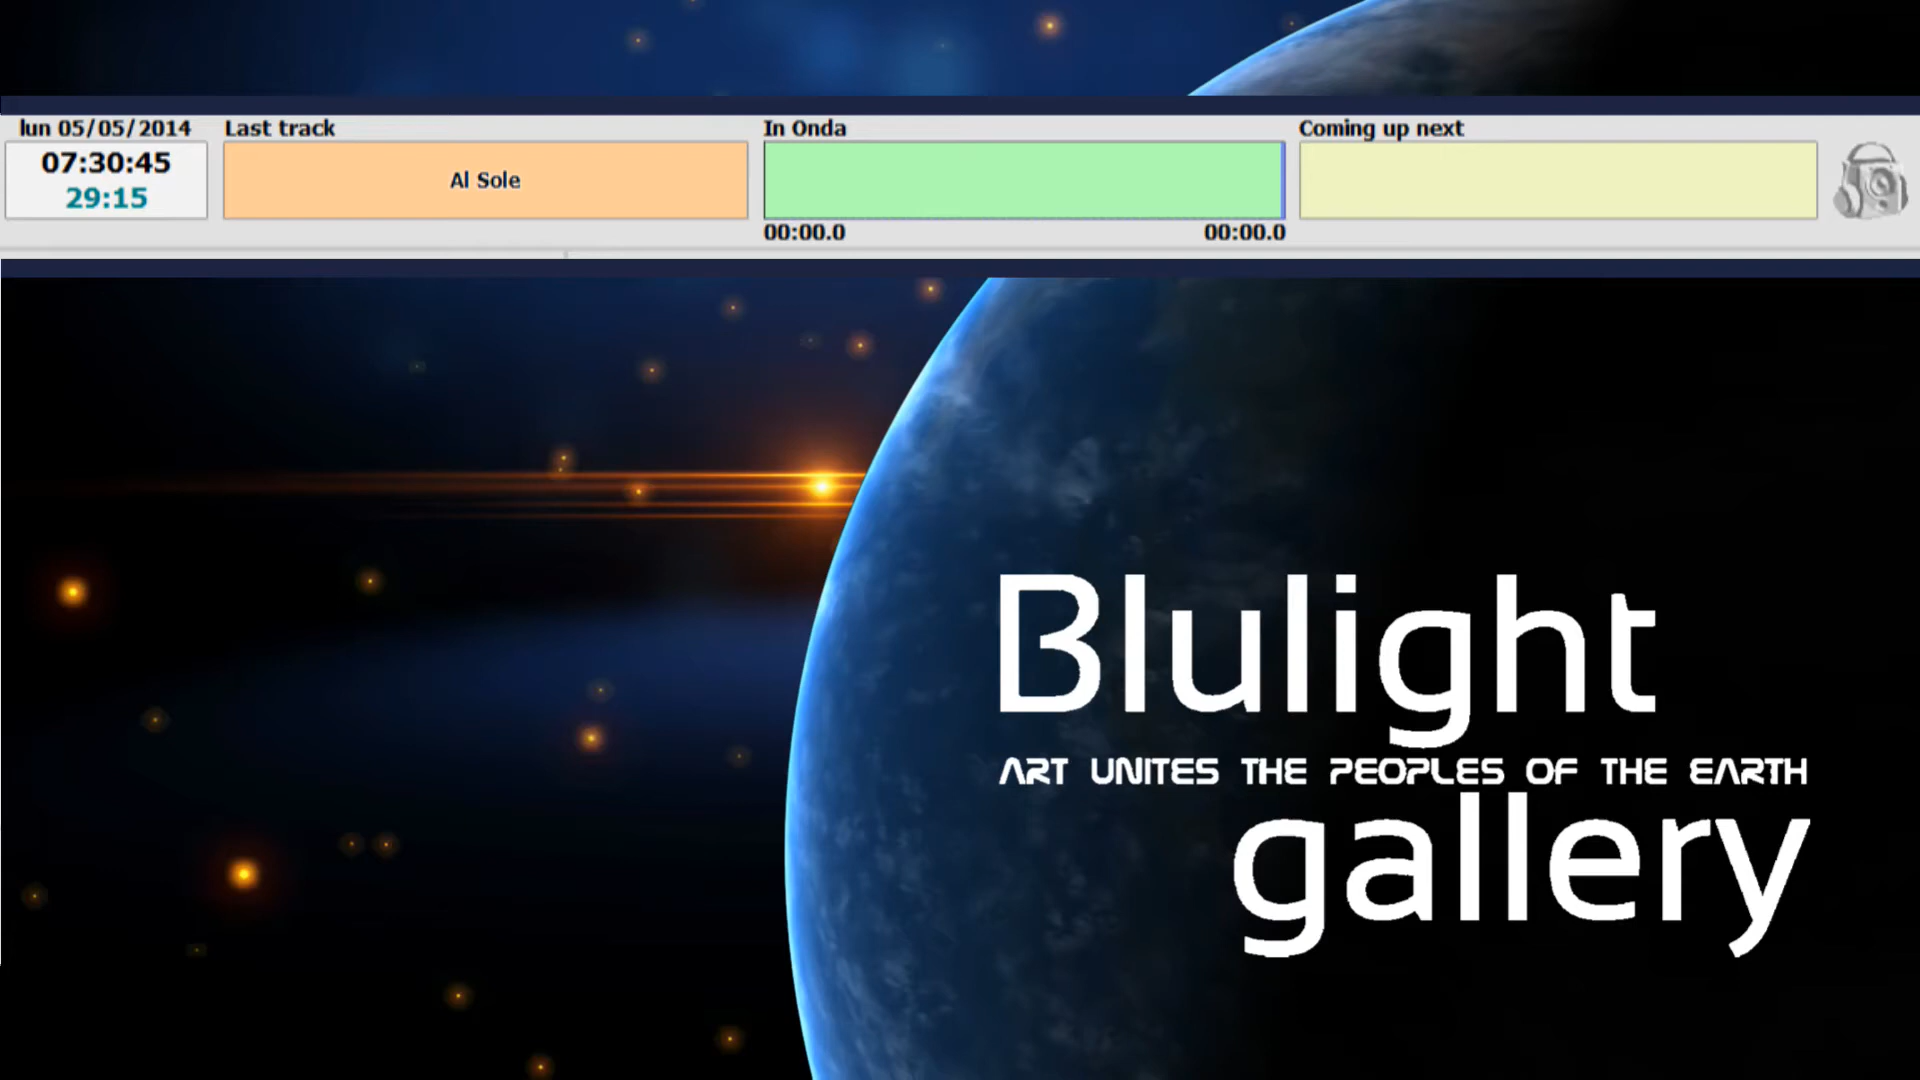 lun 05/05/2014
07:30:45
29:15
Last track
Al Sole
In Onda
00:00.0 00:00.0
Coming up next
Blulight
ART UNITES THE PEOPLES OF THE EARTH
gallery